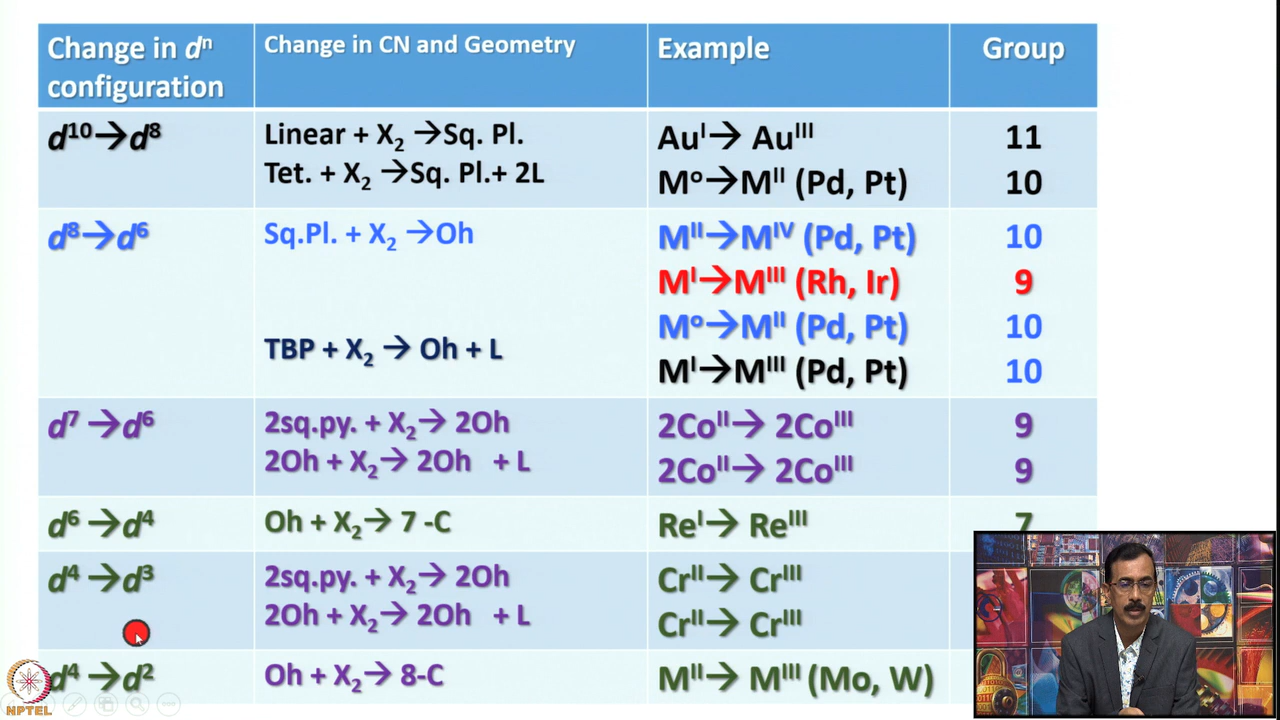 Change in dⁿ configuration
Change in CN and Geometry
Example
Group
d¹⁰→d⁸
Linear + X₂ →Sq. Pl.
Tet. + X₂ →Sq. Pl.+ 2L
Auᴵ→ Auᴵᴵᴵ
Mᵒ→Mᴵᴵ (Pd, Pt)
11
10
d⁸→d⁶
Sq.Pl. + X₂ →Oh
TBP + X₂ → Oh + L
Mᴵᴵ→Mᴵⱽ (Pd, Pt)
Mᴵ→Mᴵᴵᴵ (Rh, Ir)
Mᵒ→Mᴵᴵ (Pd, Pt)
Mᴵ→Mᴵᴵᴵ (Pd, Pt)
10
9
10
10
d⁷ →d⁶
2sq.py. + X₂→ 2Oh
2Oh + X₂→ 2Oh + L
2Coᴵᴵ→ 2Coᴵᴵᴵ
2Coᴵᴵ→ 2Coᴵᴵᴵ
9
9
d⁶ →d⁴
Oh + X₂→ 7 -C
Reᴵ→ Reᴵᴵᴵ
7
d⁴ →d³
2sq.py. + X₂→ 2Oh
2Oh + X₂→ 2Oh + L
Crᴵᴵ→ Crᴵᴵᴵ
Crᴵᴵ→ Crᴵᴵᴵ
d⁴ →d²
Oh + X₂→ 8-C
Mᴵᴵ→ Mᴵᴵᴵ (Mo, W)
NPTEL